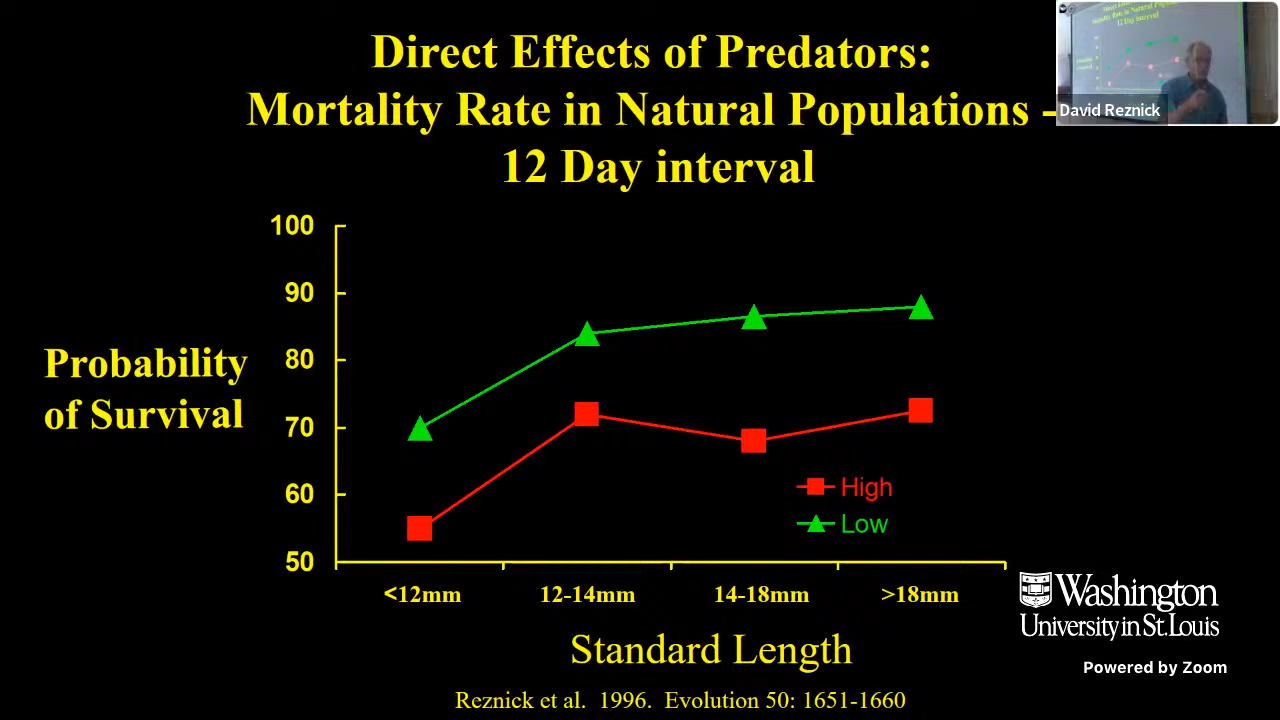 Direct Effects of Predators:
Mortality Rate in Natural Populations -
12 Day interval
David Reznick
100
90
80
70
60
50
Probability
of Survival
High
Low
<12mm
12-14mm
14-18mm
>18mm
Standard Length
Reznick et al. 1996. Evolution 50: 1651-1660
Washington
University in St. Louis
Powered by Zoom